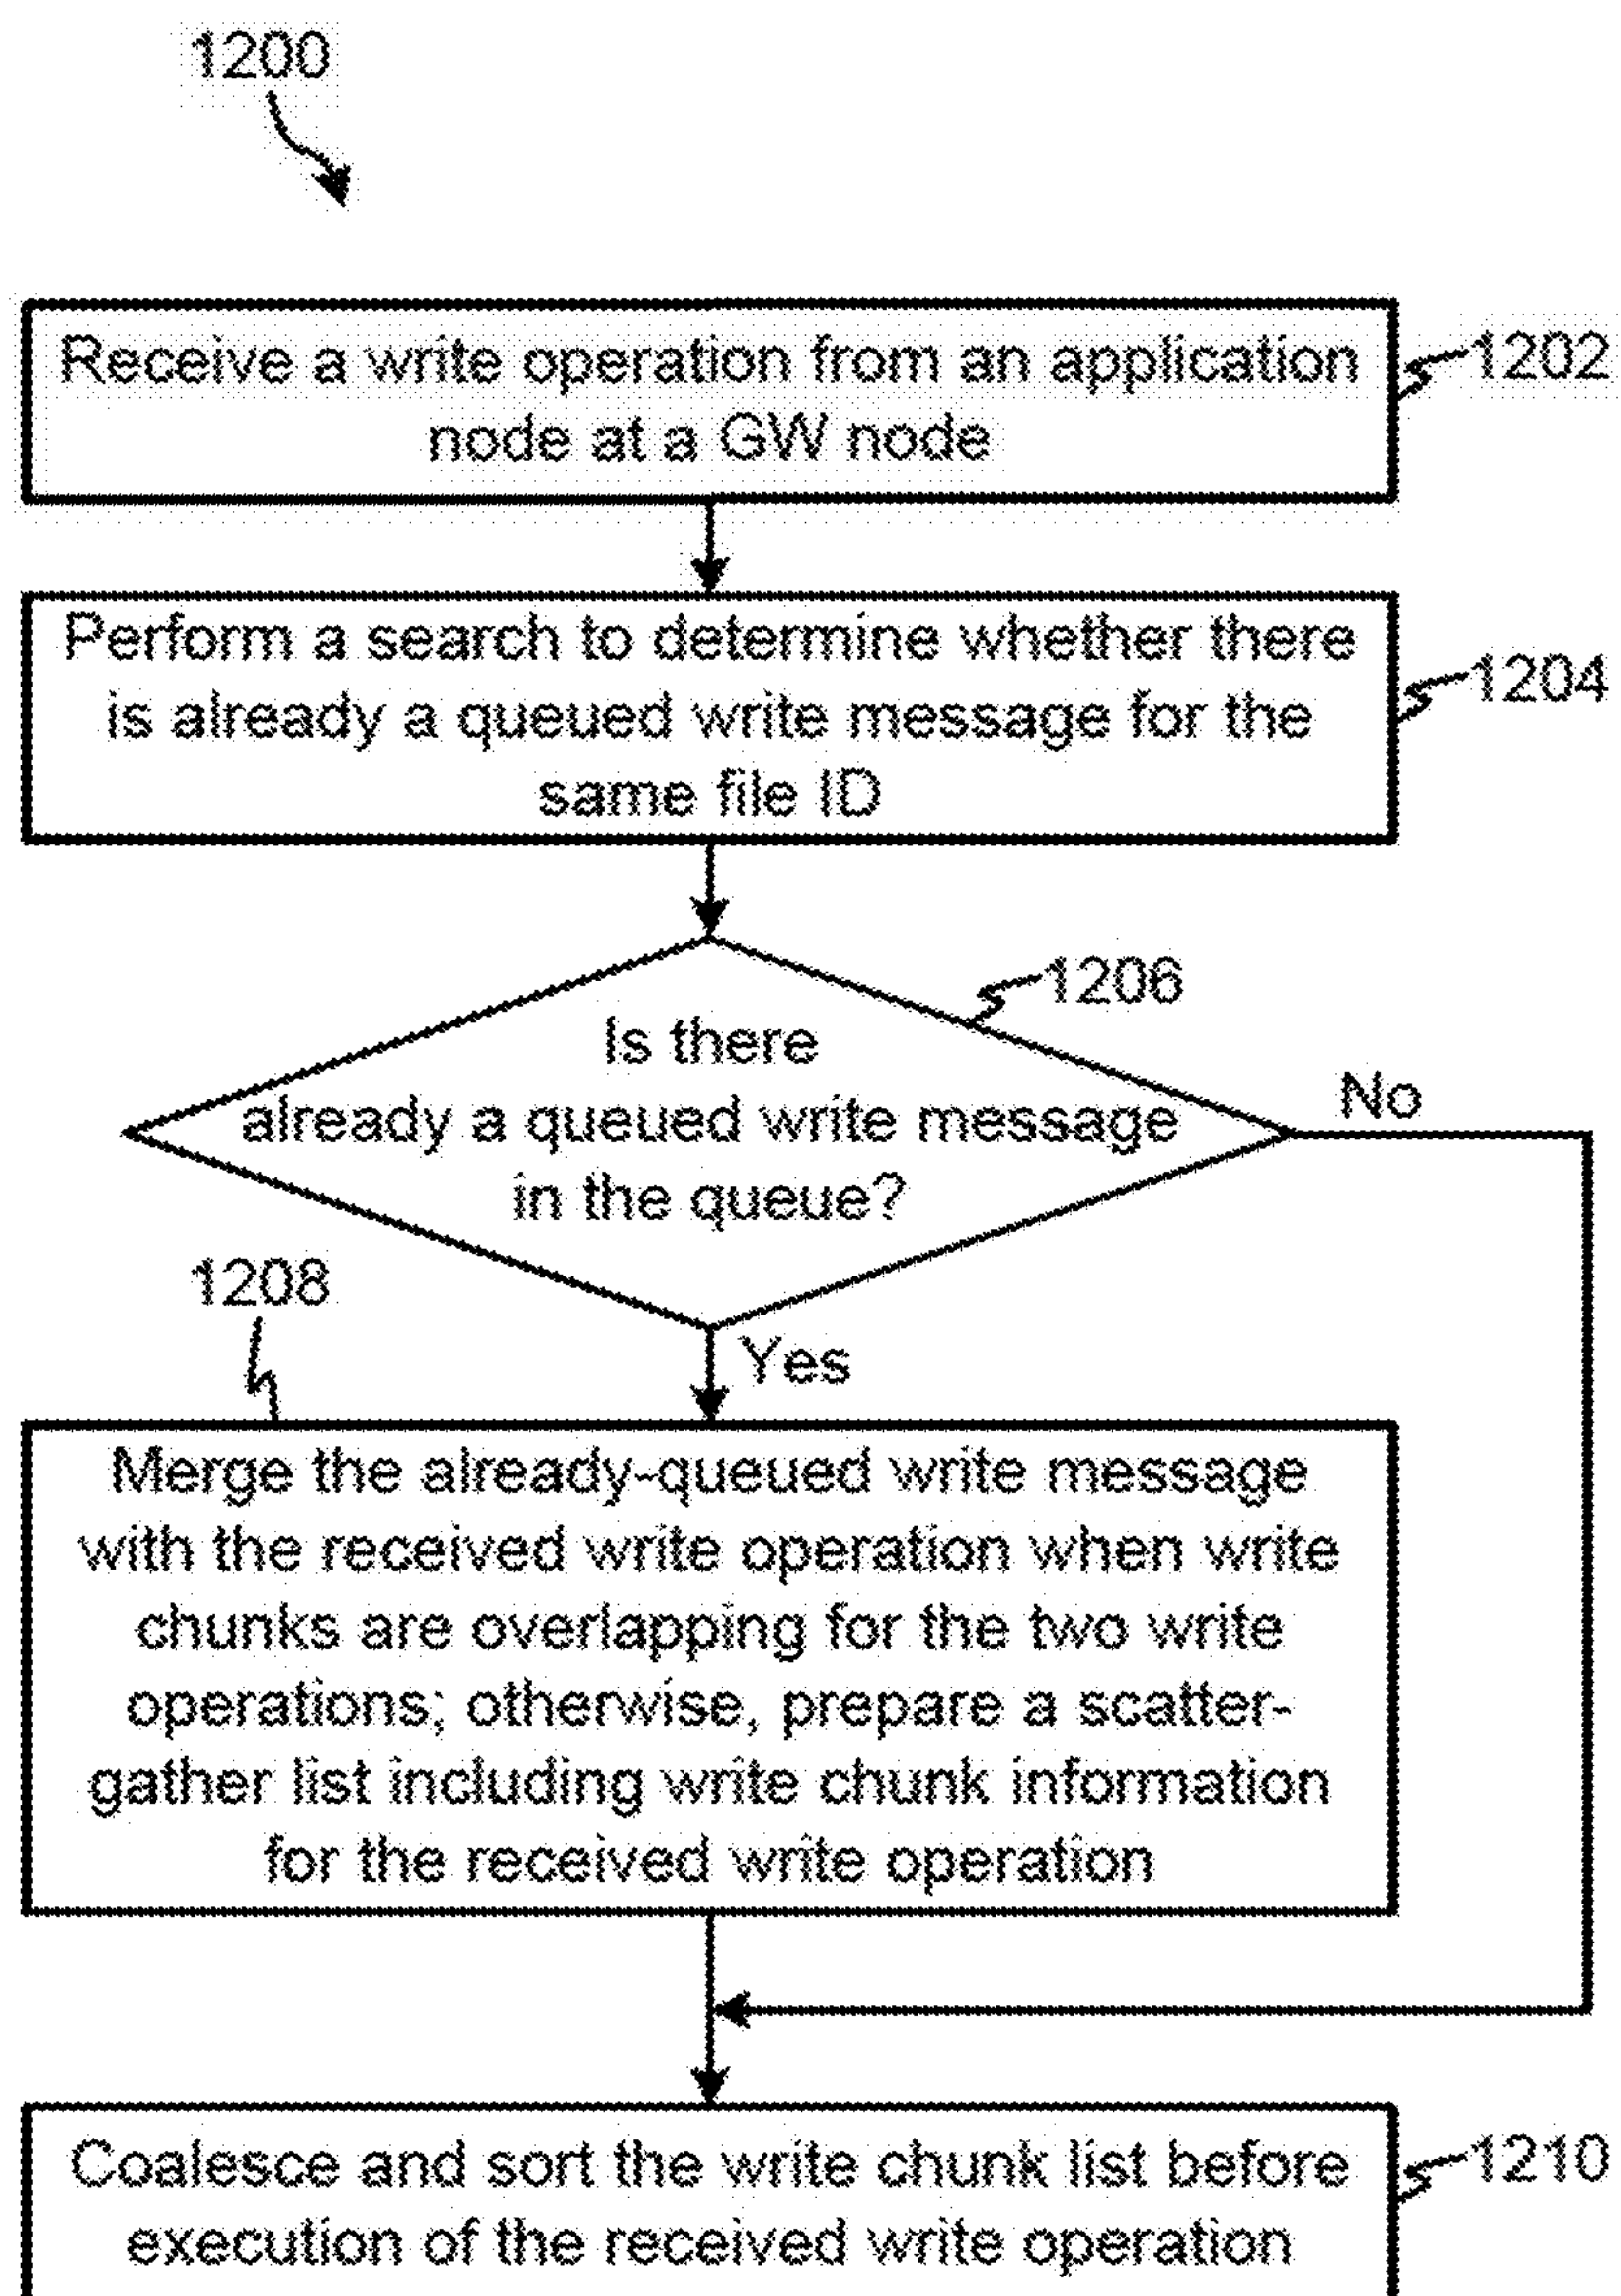 1200
Receive a write operation from an application
node at a GW node
1202
Perform a search to determine whether there
is already a queued write message for the
same file ID
1204
1206
Is there
already a queued write message
in the queue?
No
1208
Yes
Merge the already-queued write message
with the received write operation when write
chunks are overlapping for the two write
operations; otherwise, prepare a scatter-
gather list including write chunk information
for the received write operation
Coalesce and sort the write chunk list before
execution of the received write operation
1210